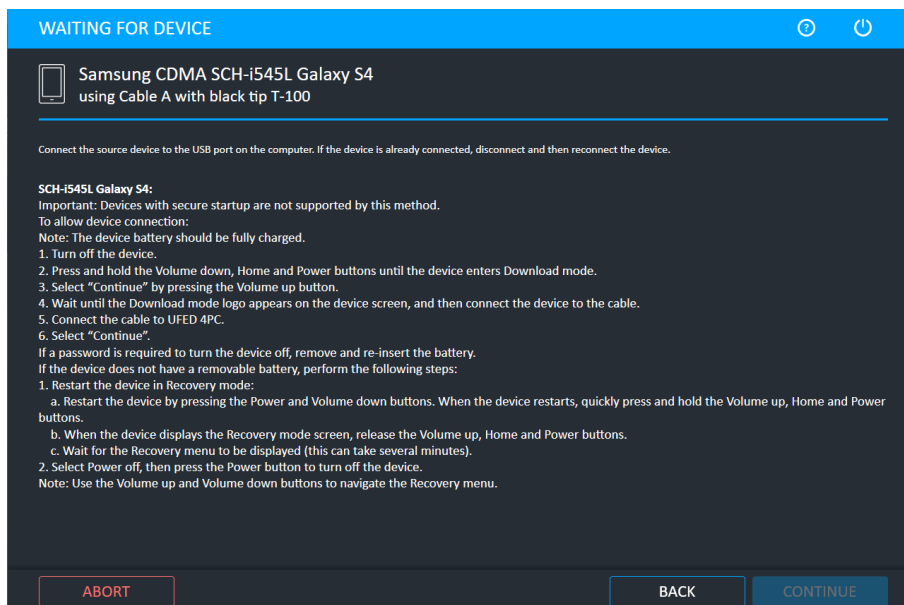 WAITING FOR DEVICE
Samsung CDMA SCH-i545L Galaxy S4
using Cable A with black tip T-100
Connect the source device to the USB port on the computer. If the device is already connected, disconnect and then reconnect the device.
SCH-i545L Galaxy S4:
Important: Devices with secure startup are not supported by this method.
To allow device connection:
Note: The device battery should be fully charged.
1. Turn off the device.
2. Press and hold the Volume down, Home and Power buttons until the device enters Download mode.
3. Select “Continue” by pressing the Volume up button.
4. Wait until the Download mode logo appears on the device screen, and then connect the device to the cable.
5. Connect the cable to UFED 4PC.
6. Select “Continue”.
If a password is required to turn the device off, remove and re-insert the battery.
If the device does not have a removable battery, perform the following steps:
1. Restart the device in Recovery mode:
a. Restart the device by pressing the Power and Volume down buttons. When the device restarts, quickly press and hold the Volume up, Home and Power
buttons.
b. When the device displays the Recovery mode screen, release the Volume up, Home and Power buttons.
c. Wait for the Recovery menu to be displayed (this can take several minutes).
2. Select Power off, then press the Power button to turn off the device.
Note: Use the Volume up and Volume down buttons to navigate the Recovery menu.
ABORT
BACK
CONTINUE